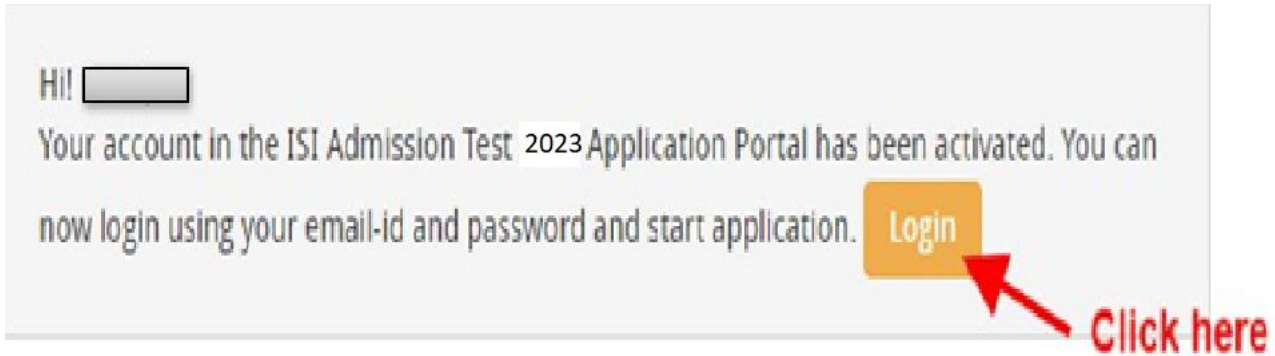 Hi!
Your account in the ISI Admission Test 2023 Application Portal has been activated. You can
now login using your email-id and password and start application. Login
Click here